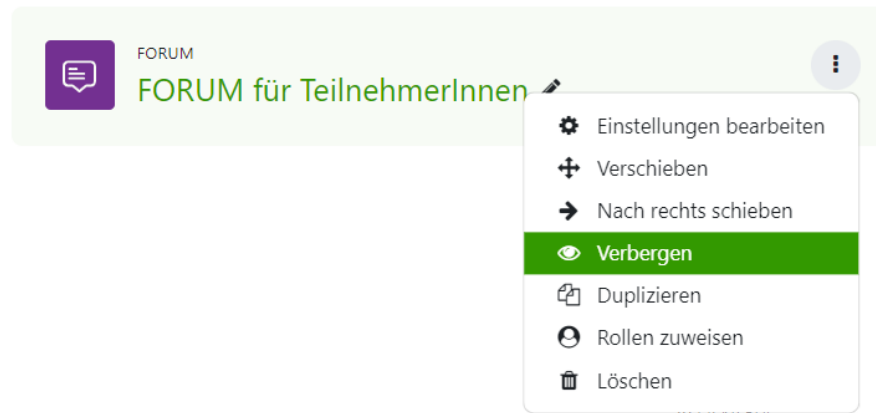 FORUM
FORUM für TeilnehmerInnen
Einstellungen bearbeiten
Verschieben
Nach rechts schieben
Verbergen
Duplizieren
Rollen zuweisen
Löschen